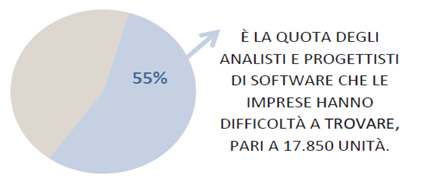 55%
È LA QUOTA DEGLI
ANALISTI E PROGETTISTI
DI SOFTWARE CHE LE
IMPRESE HANNO
DIFFICOLTÀ A TROVARE,
PARI A 17.850 UNITÀ.